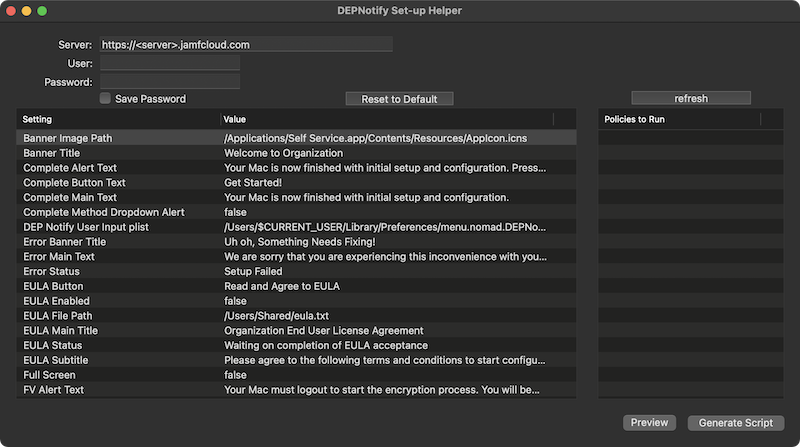 DEPNotify Set-up Helper
Server: https://<server>.jamfcloud.com
User:
Password:
Save Password
Reset to Default
refresh
Setting Value
Policies to Run
Banner Image Path /Applications/Self Service.app/Contents/Resources/AppIcon.icns
Banner Title Welcome to Organization
Complete Alert Text Your Mac is now finished with initial setup and configuration. Press...
Complete Button Text Get Started!
Complete Main Text Your Mac is now finished with initial setup and configuration.
Complete Method Dropdown Alert false
DEP Notify User Input plist /Users/$CURRENT_USER/Library/Preferences/menu.nomad.DEPNo...
Error Banner Title Uh oh, Something Needs Fixing!
Error Main Text We are sorry that you are experiencing this inconvenience with you...
Error Status Setup Failed
EULA Button Read and Agree to EULA
EULA Enabled false
EULA File Path /Users/Shared/eula.txt
EULA Main Title Organization End User License Agreement
EULA Status Waiting on completion of EULA acceptance
EULA Subtitle Please agree to the following terms and conditions to start configu...
Full Screen false
FV Alert Text Your Mac must logout to start the encryption process. You will be...
Preview
Generate Script